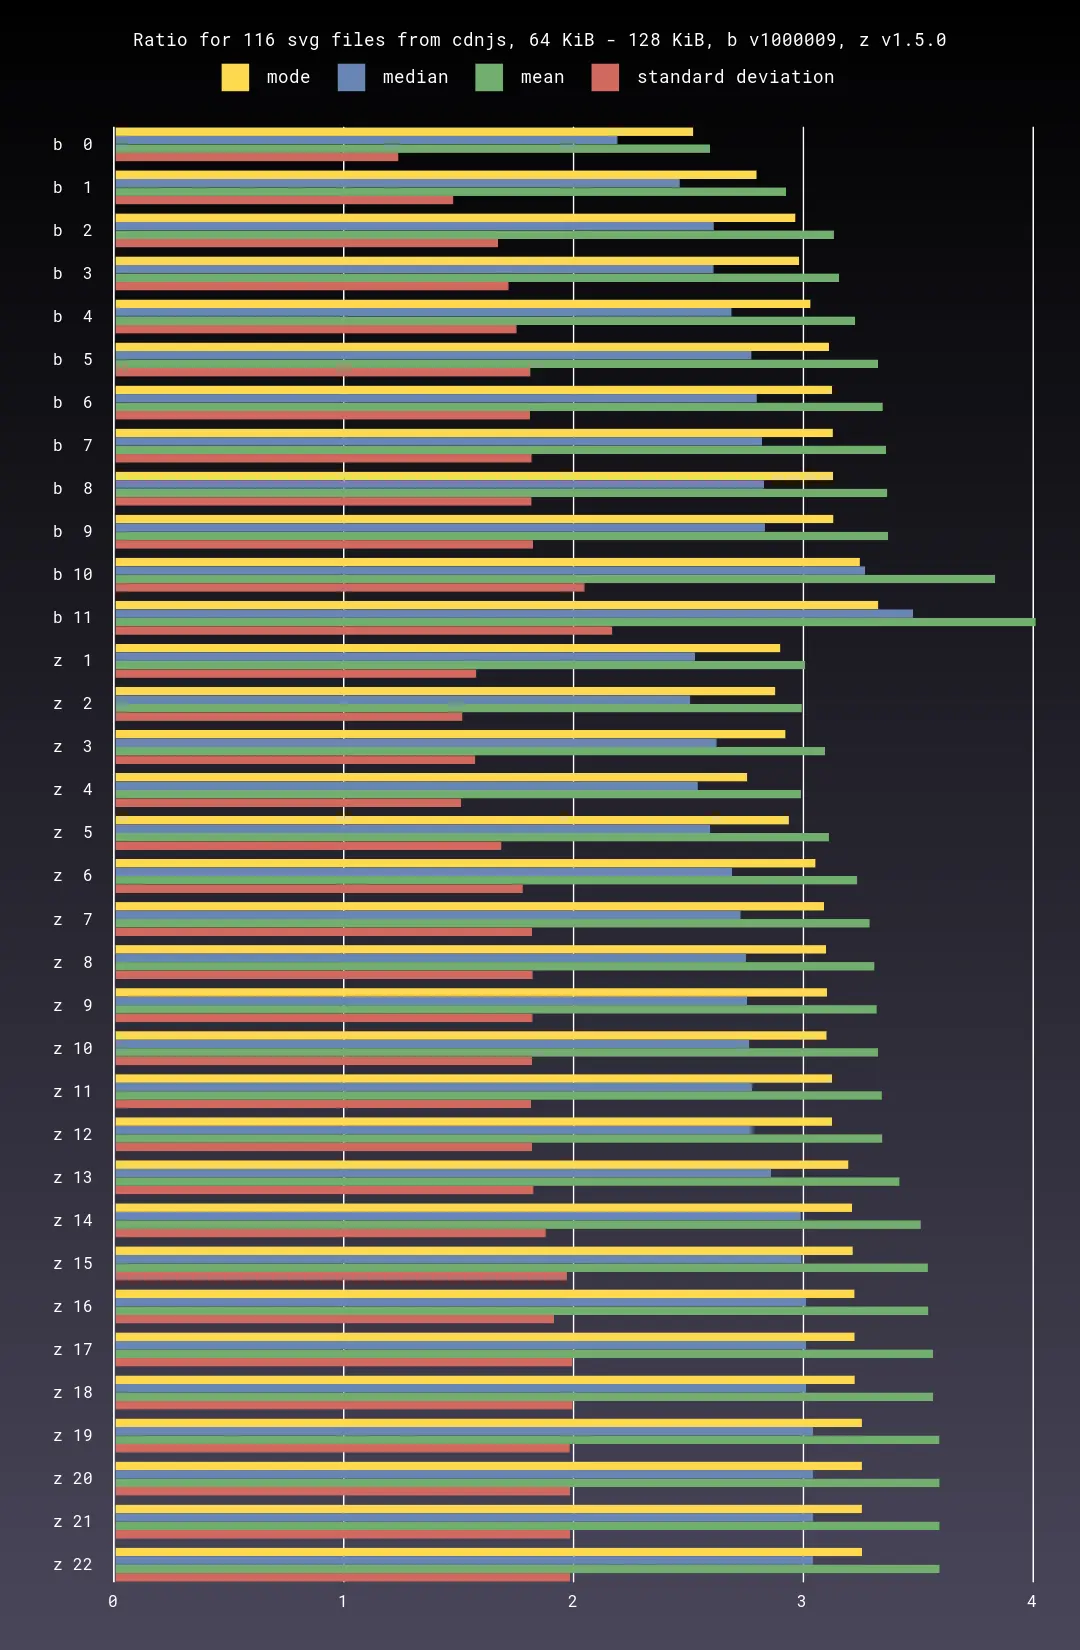 Ratio for 116 svg files from cdnjs, 64 KiB - 128 KiB, b v1000009, z v1.5.0
mode median mean standard deviation
b 0
b 1
b 2
b 3
b 4
b 5
b 6
b 7
b 8
b 9
b 10
b 11
z 1
z 2
z 3
z 4
z 5
z 6
z 7
z 8
z 9
z 10
z 11
z 12
z 13
z 14
z 15
z 16
z 17
z 18
z 19
z 20
z 21
z 22
0 1 2 3 4